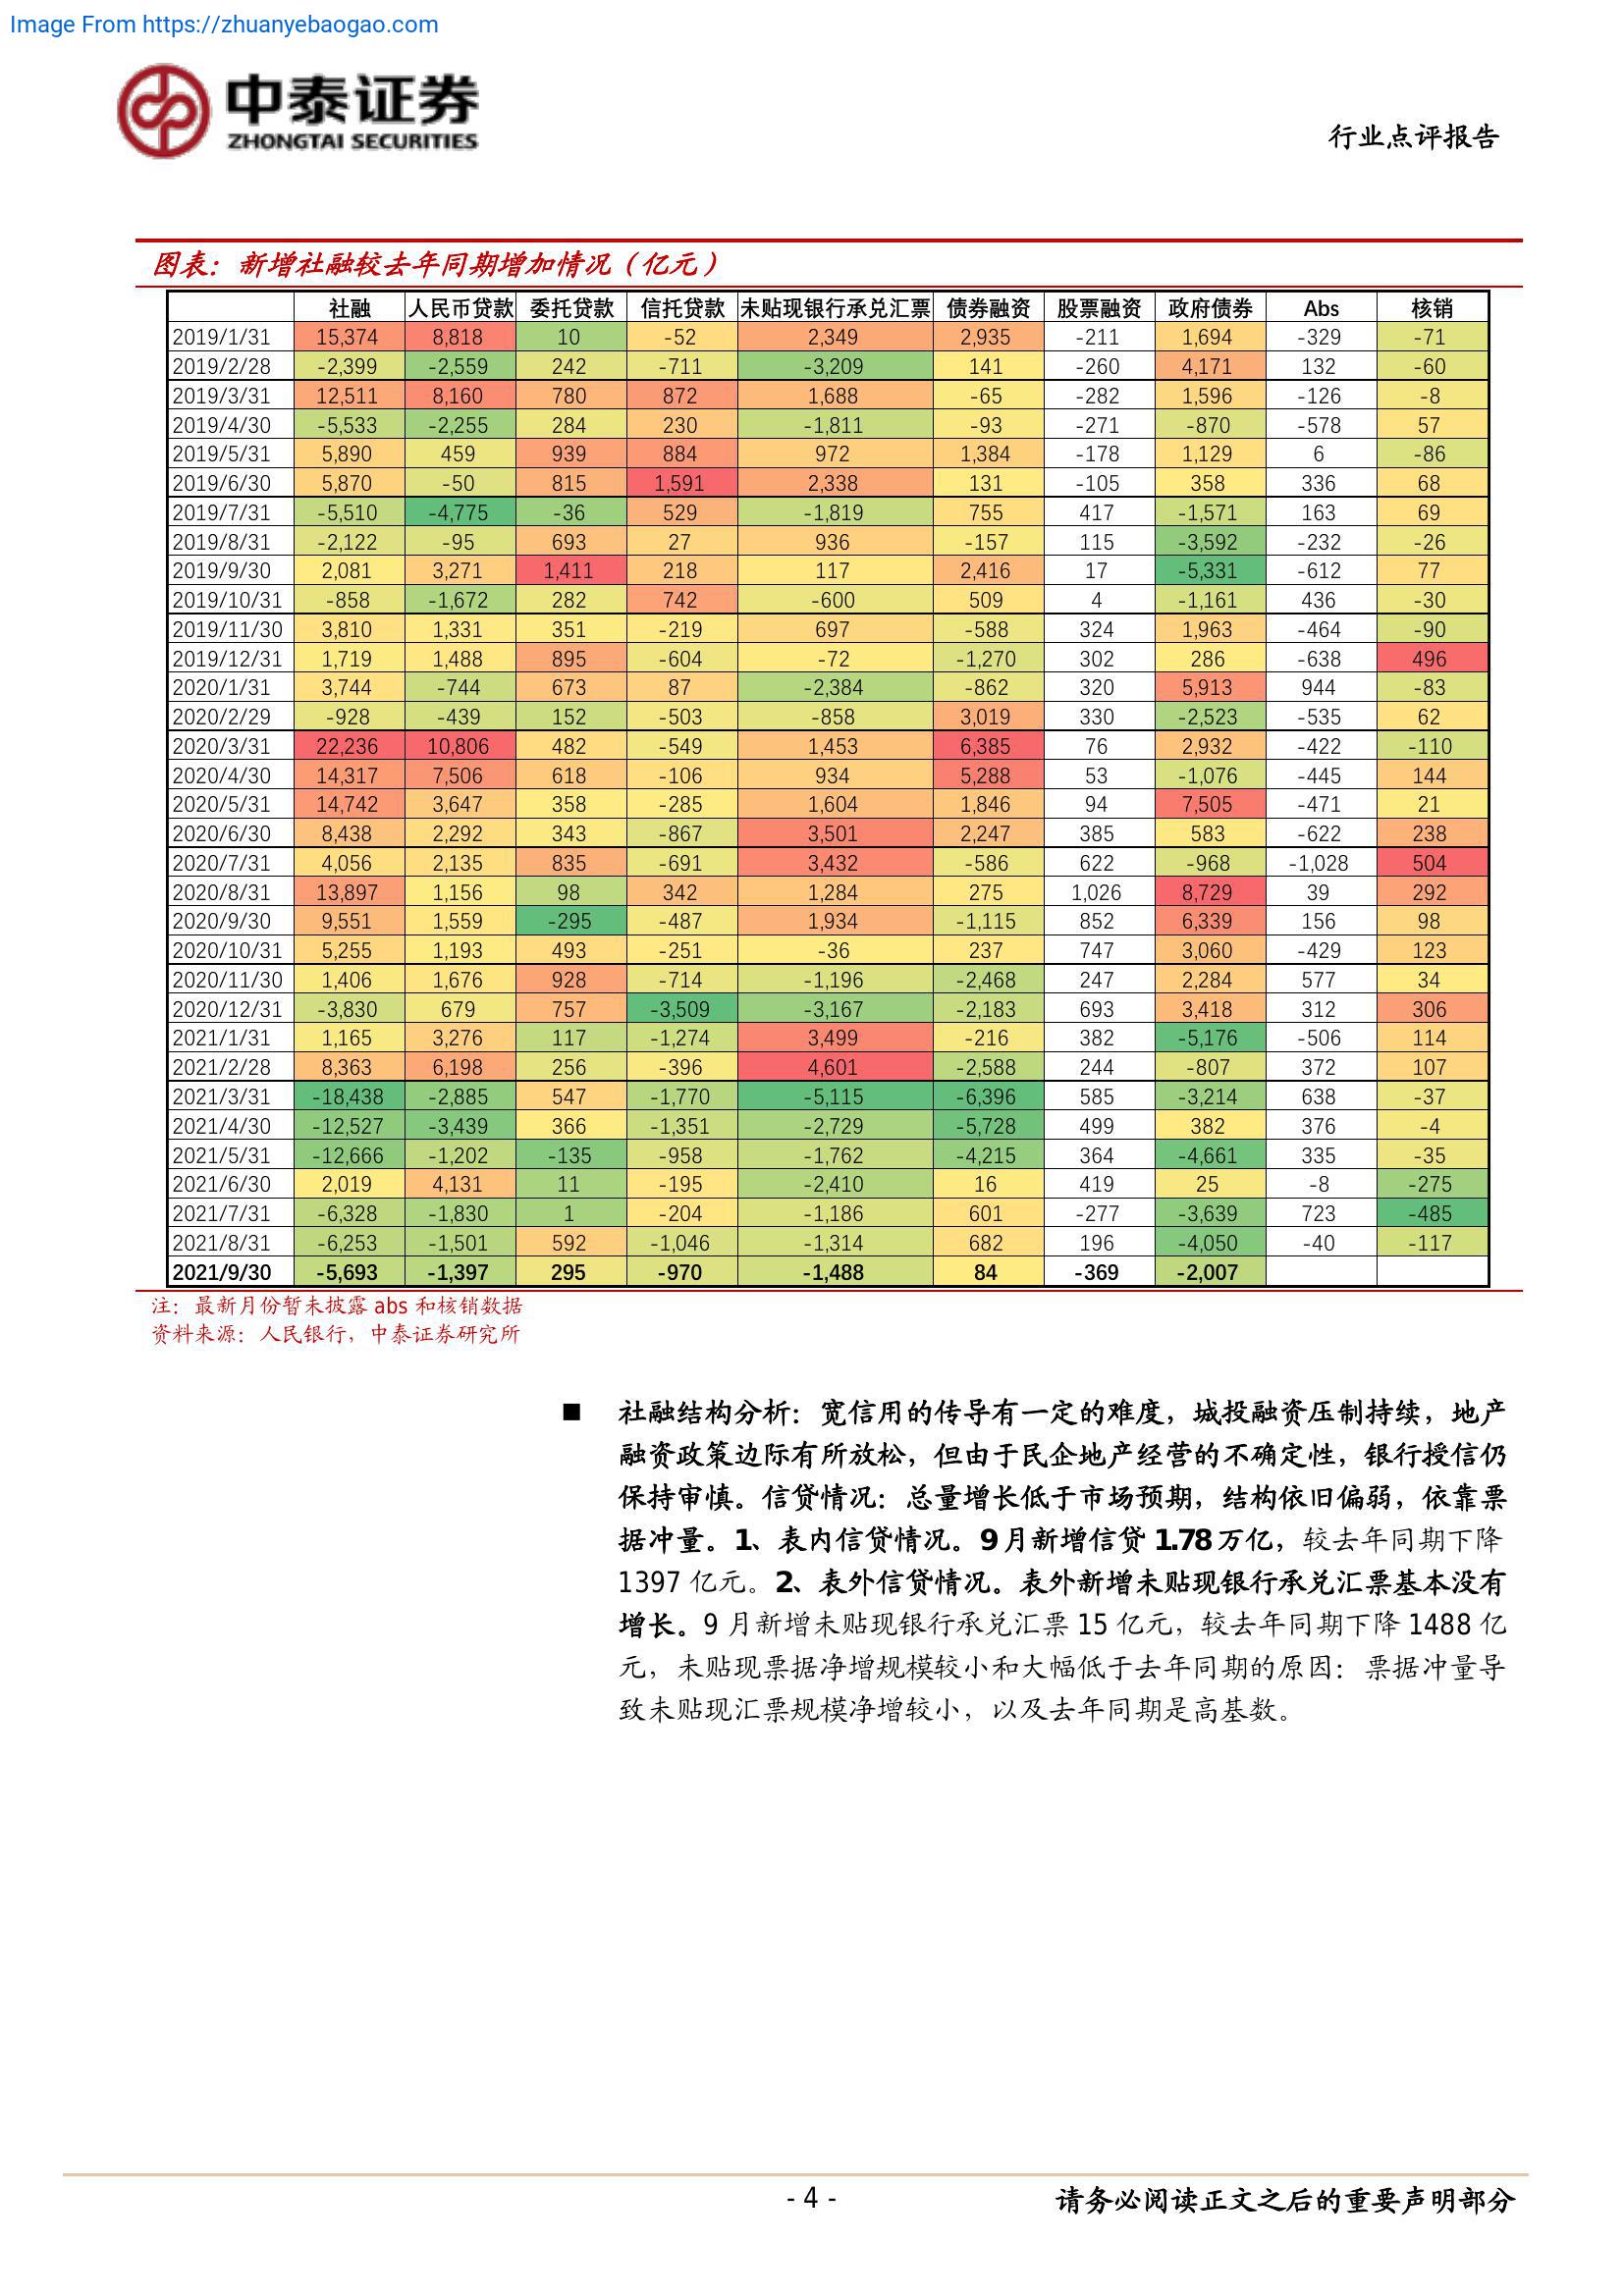 Image From https://zhuanyebaogao.com
中泰证券
ZHONGTAI SECURITIES
行业点评报告
图表：新增社融较去年同期增加情况（亿元）
社融 人民币贷款 委托贷款 信托贷款 未贴现银行承兑汇票 债券融资 股票融资 政府债券 Abs 核销
2019/1/31 15,374 8,818 10 -52 2,349 2,935 -211 1,694 -329 -71
2019/2/28 -2,399 -2,559 242 -711 -3,209 141 -260 4,171 132 -60
2019/3/31 12,511 8,160 780 872 1,688 -65 -282 1,596 -126 -8
2019/4/30 -5,533 -2,255 284 230 -1,811 -93 -271 -870 -578 57
2019/5/31 5,890 459 939 884 972 1,384 -178 1,129 6 -86
2019/6/30 5,870 -50 815 1,591 2,338 131 -105 358 336 68
2019/7/31 -5,510 -4,775 -36 529 -1,819 755 417 -1,571 163 69
2019/8/31 -2,122 -95 693 27 936 -157 115 -3,592 -232 -26
2019/9/30 2,081 3,271 1,411 218 117 2,416 17 -5,331 -612 77
2019/10/31 -858 -1,672 282 742 -600 509 4 -1,161 436 -30
2019/11/30 3,810 1,331 351 -219 697 -588 324 1,963 -464 -90
2019/12/31 1,719 1,488 895 -604 -72 -1,270 302 286 -638 496
2020/1/31 3,744 -744 673 87 -2,384 -862 320 5,913 944 -83
2020/2/29 -928 -439 152 -503 -858 3,019 330 -2,523 -535 62
2020/3/31 22,236 10,806 482 -549 1,453 6,385 76 2,932 -422 -110
2020/4/30 14,317 7,506 618 -106 934 5,288 53 -1,076 -445 144
2020/5/31 14,742 3,647 358 -285 1,604 1,846 94 7,505 -471 21
2020/6/30 8,438 2,292 343 -867 3,501 2,247 385 583 -622 238
2020/7/31 4,056 2,135 835 -691 3,432 -586 622 -968 -1,028 504
2020/8/31 13,897 1,156 98 342 1,284 275 1,026 8,729 39 292
2020/9/30 9,551 1,559 -295 -487 1,934 -1,115 852 6,339 156 98
2020/10/31 5,255 1,193 493 -251 -36 237 747 3,060 -429 123
2020/11/30 1,406 1,676 928 -714 -1,196 -2,468 247 2,284 577 34
2020/12/31 -3,830 679 757 -3,509 -3,167 -2,183 693 3,418 312 306
2021/1/31 1,165 3,276 117 -1,274 3,499 -216 382 -5,176 -506 114
2021/2/28 8,363 6,198 256 -396 4,601 -2,588 244 -807 372 107
2021/3/31 -18,438 -2,885 547 -1,770 -5,115 -6,396 585 -3,214 638 -37
2021/4/30 -12,527 -3,439 366 -1,351 -2,729 -5,728 499 382 376 -4
2021/5/31 -12,666 -1,202 -135 -958 -1,762 -4,215 364 -4,661 335 -35
2021/6/30 2,019 4,131 11 -195 -2,410 16 419 25 -8 -275
2021/7/31 -6,328 -1,830 1 -204 -1,186 601 -277 -3,639 723 -485
2021/8/31 -6,253 -1,501 592 -1,046 -1,314 682 196 -4,050 -40 -117
2021/9/30 -5,693 -1,397 295 -970 -1,488 84 -369 -2,007
注：最新月份暂未披露 abs 和核销数据
资料来源：人民银行，中泰证券研究所
■ 社融结构分析：宽信用的传导有一定的难度，城投融资压制持续，地产
融资政策边际有所放松，但由于民企地产经营的不确定性，银行授信仍
保持审慎。信贷情况：总量增长低于市场预期，结构依旧偏弱，依靠票
据冲量。1、表内信贷情况。9 月新增信贷 1.78 万亿，较去年同期下降
1397 亿元。2、表外信贷情况。表外新增未贴现银行承兑汇票基本没有
增长。9 月新增未贴现银行承兑汇票 15 亿元，较去年同期下降 1488 亿
元，未贴现票据净增规模较小和大幅低于去年同期的原因：票据冲量导
致未贴现汇票规模净增较小，以及去年同期是高基数。
- 4 -
请务必阅读正文之后的重要声明部分